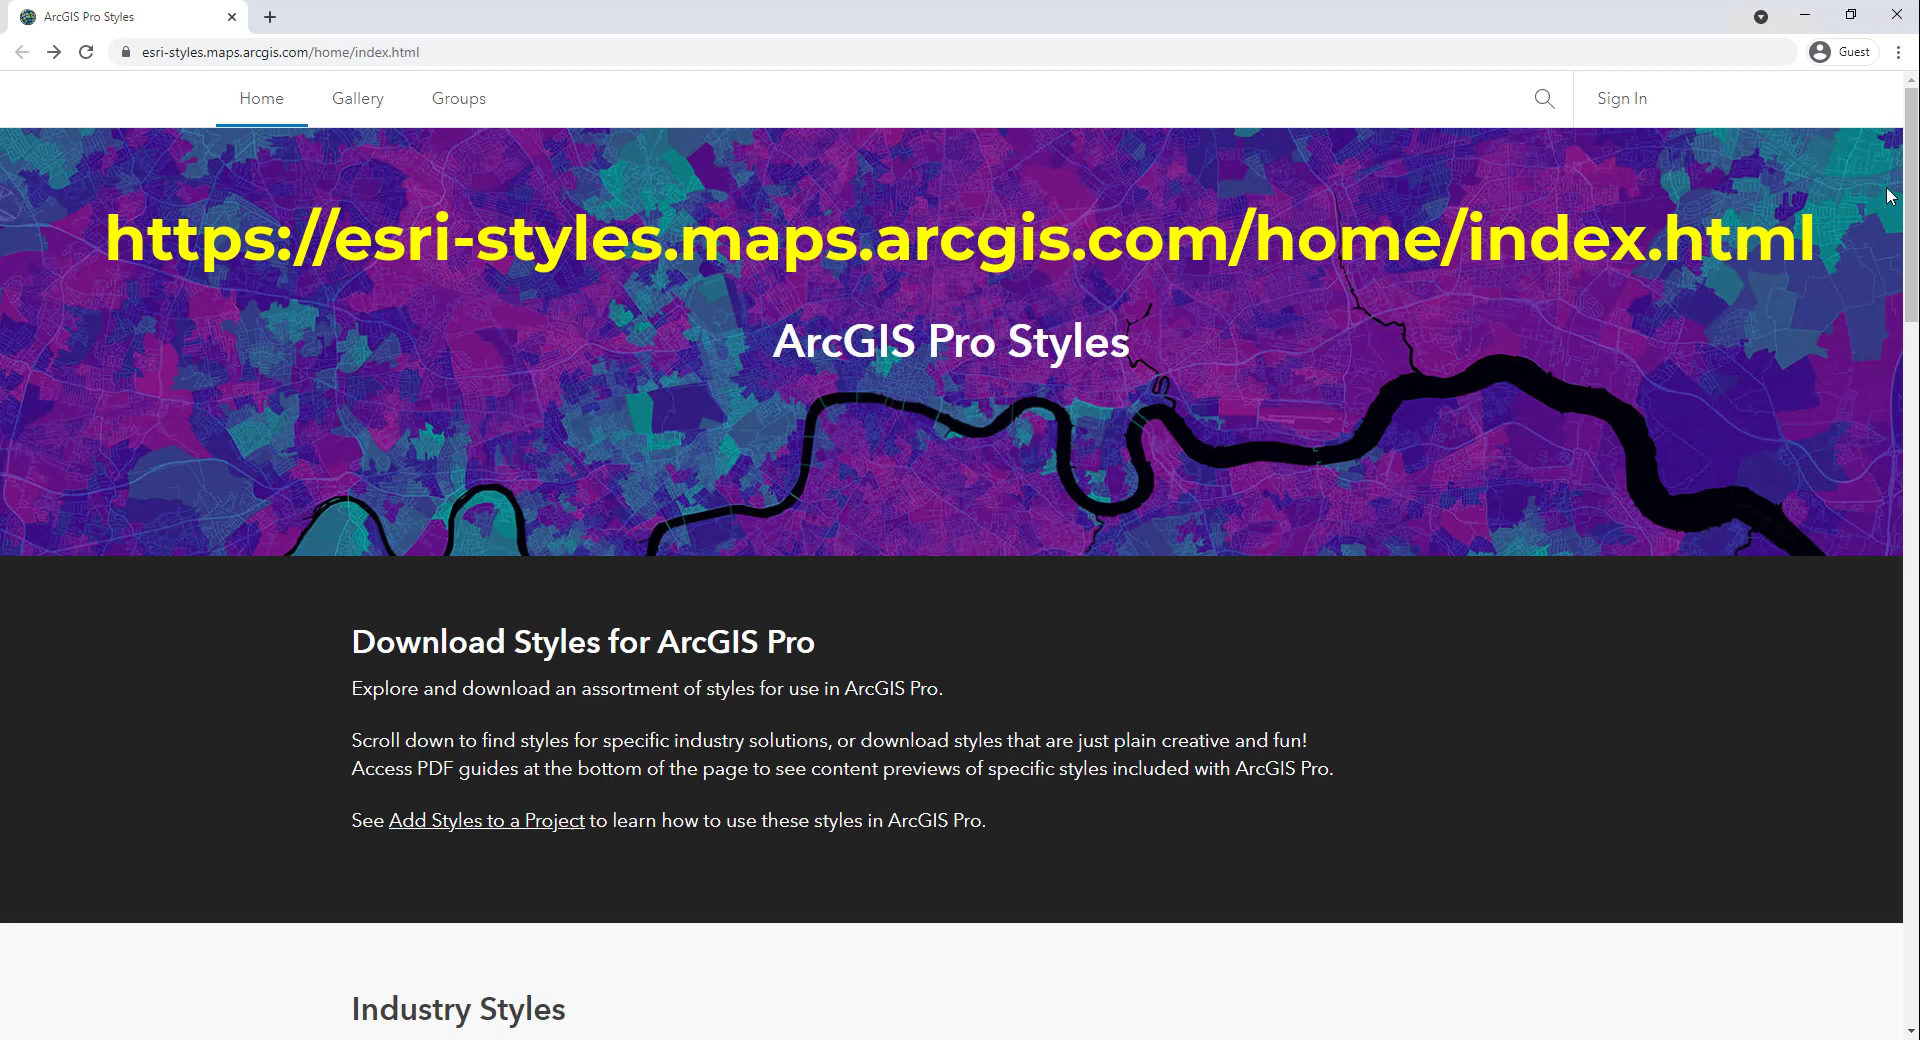 ArcGIS Pro Styles
esri-styles.maps.arcgis.com/home/index.html
Guest
Home
Gallery
Groups
Sign In
https://esri-styles.maps.arcgis.com/home/index.html
ArcGIS Pro Styles
Download Styles for ArcGIS Pro
Explore and download an assortment of styles for use in ArcGIS Pro.
Scroll down to find styles for specific industry solutions, or download styles that are just plain creative and fun!
Access PDF guides at the bottom of the page to see content previews of specific styles included with ArcGIS Pro.
See Add Styles to a Project to learn how to use these styles in ArcGIS Pro.
Industry Styles